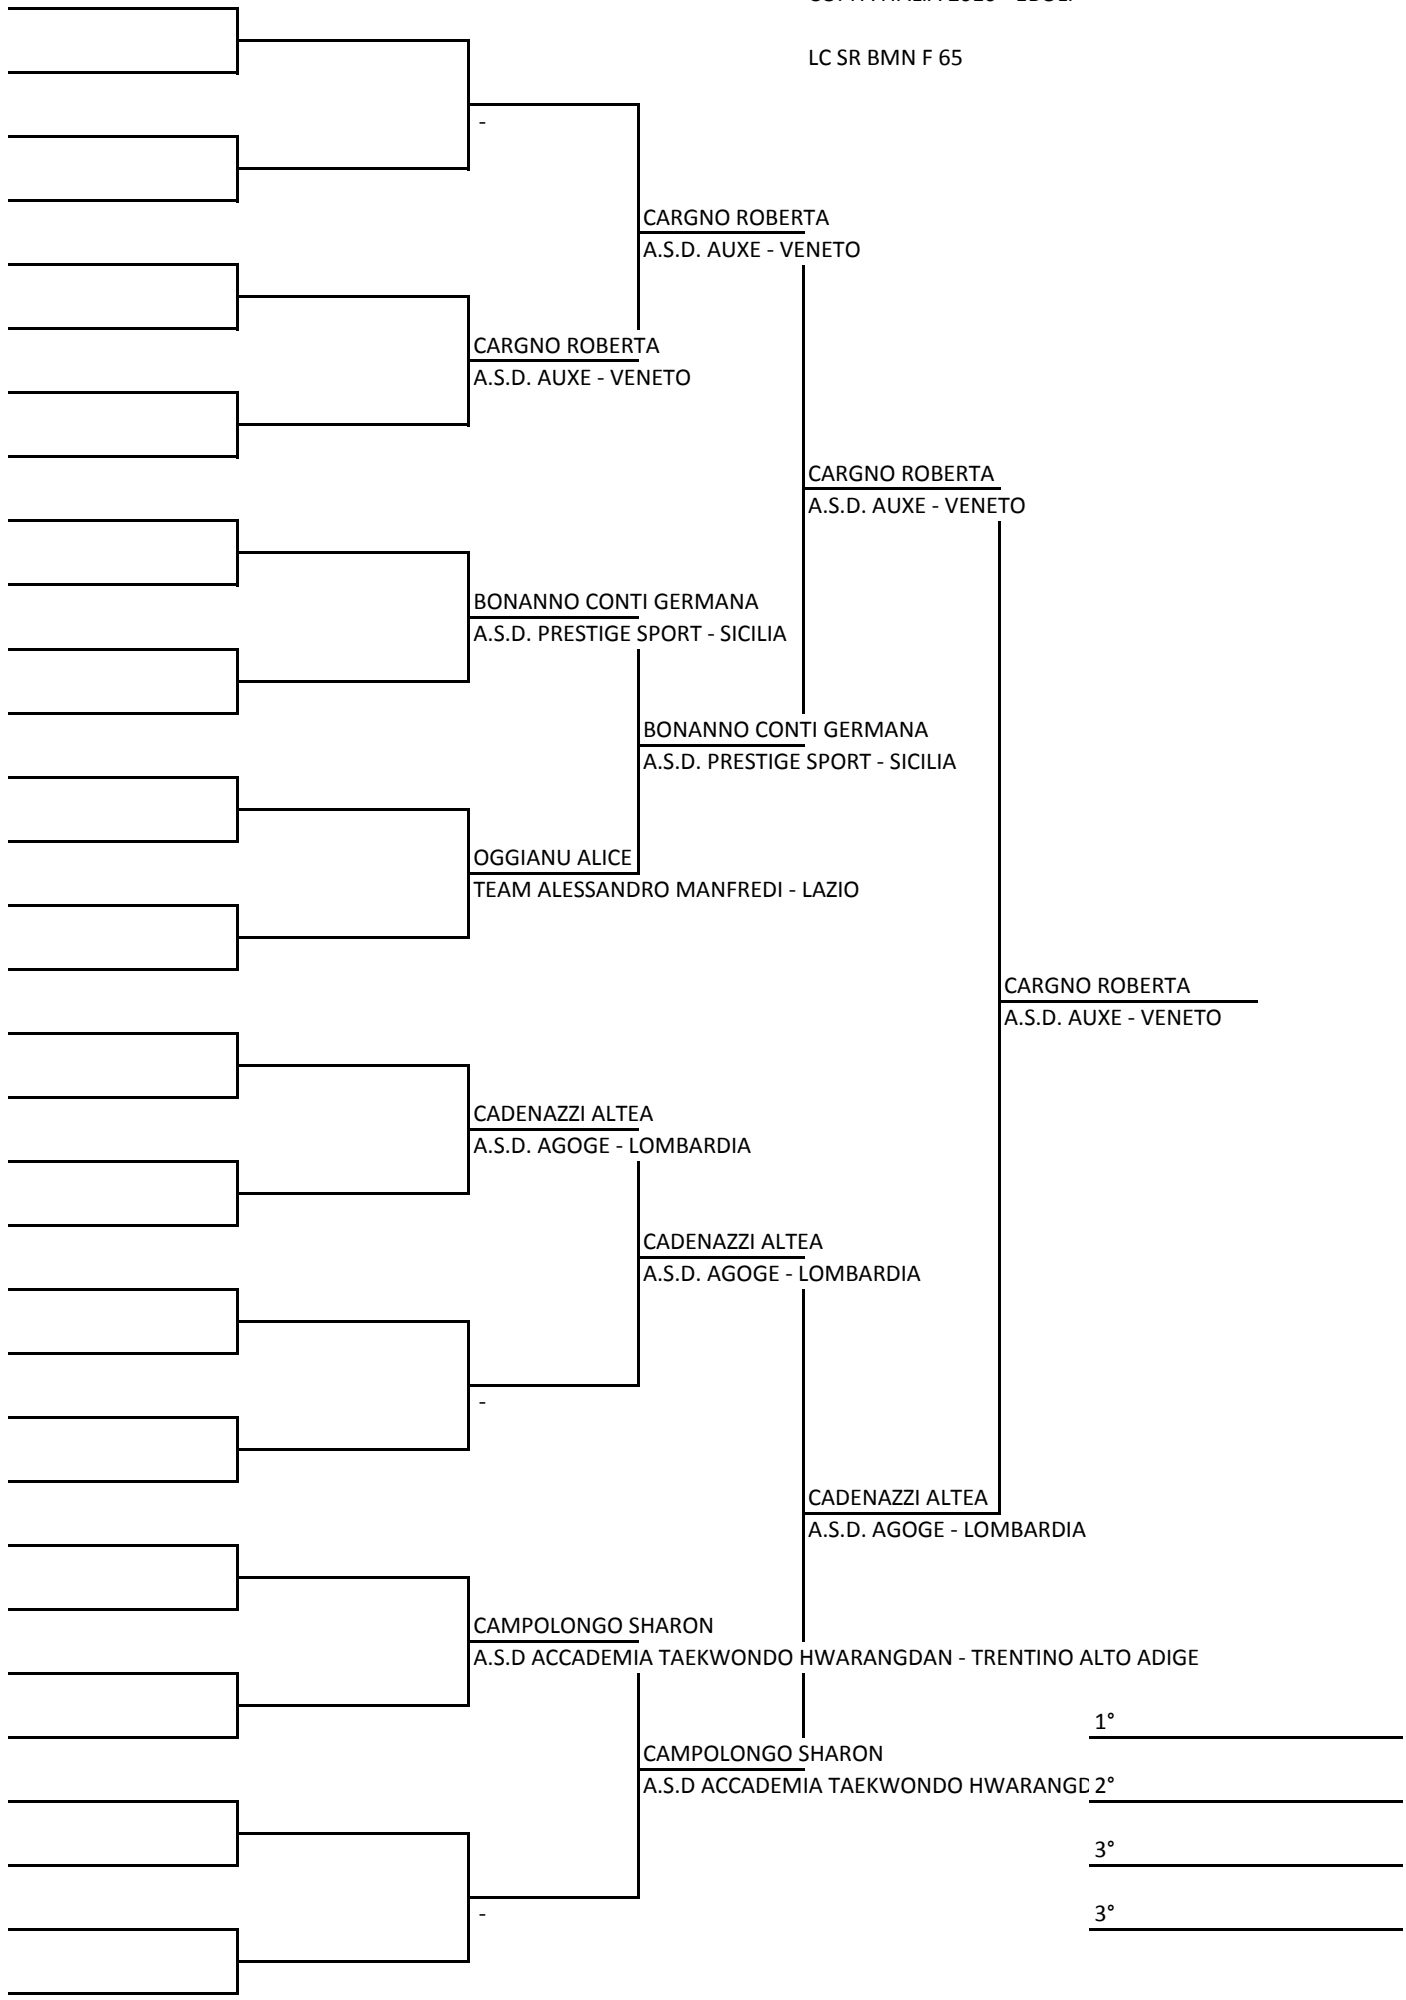 LC SR BMN F 65
-
CARGNO ROBERTA
A.S.D. AUXE - VENETO
CARGNO ROBERTA
A.S.D. AUXE - VENETO
CARGNO ROBERTA
A.S.D. AUXE - VENETO
BONANNO CONTI GERMANA
A.S.D. PRESTIGE SPORT - SICILIA
BONANNO CONTI GERMANA
A.S.D. PRESTIGE SPORT - SICILIA
OGGIANU ALICE
TEAM ALESSANDRO MANFREDI - LAZIO
CARGNO ROBERTA
A.S.D. AUXE - VENETO
CADENAZZI ALTEA
A.S.D. AGOGE - LOMBARDIA
CADENAZZI ALTEA
A.S.D. AGOGE - LOMBARDIA
-
CADENAZZI ALTEA
A.S.D. AGOGE - LOMBARDIA
CAMPOLONGO SHARON
A.S.D ACCADEMIA TAEKWONDO HWARANGDAN - TRENTINO ALTO ADIGE
1°
CAMPOLONGO SHARON
A.S.D ACCADEMIA TAEKWONDO HWARANGD
2°
3°
3°
-